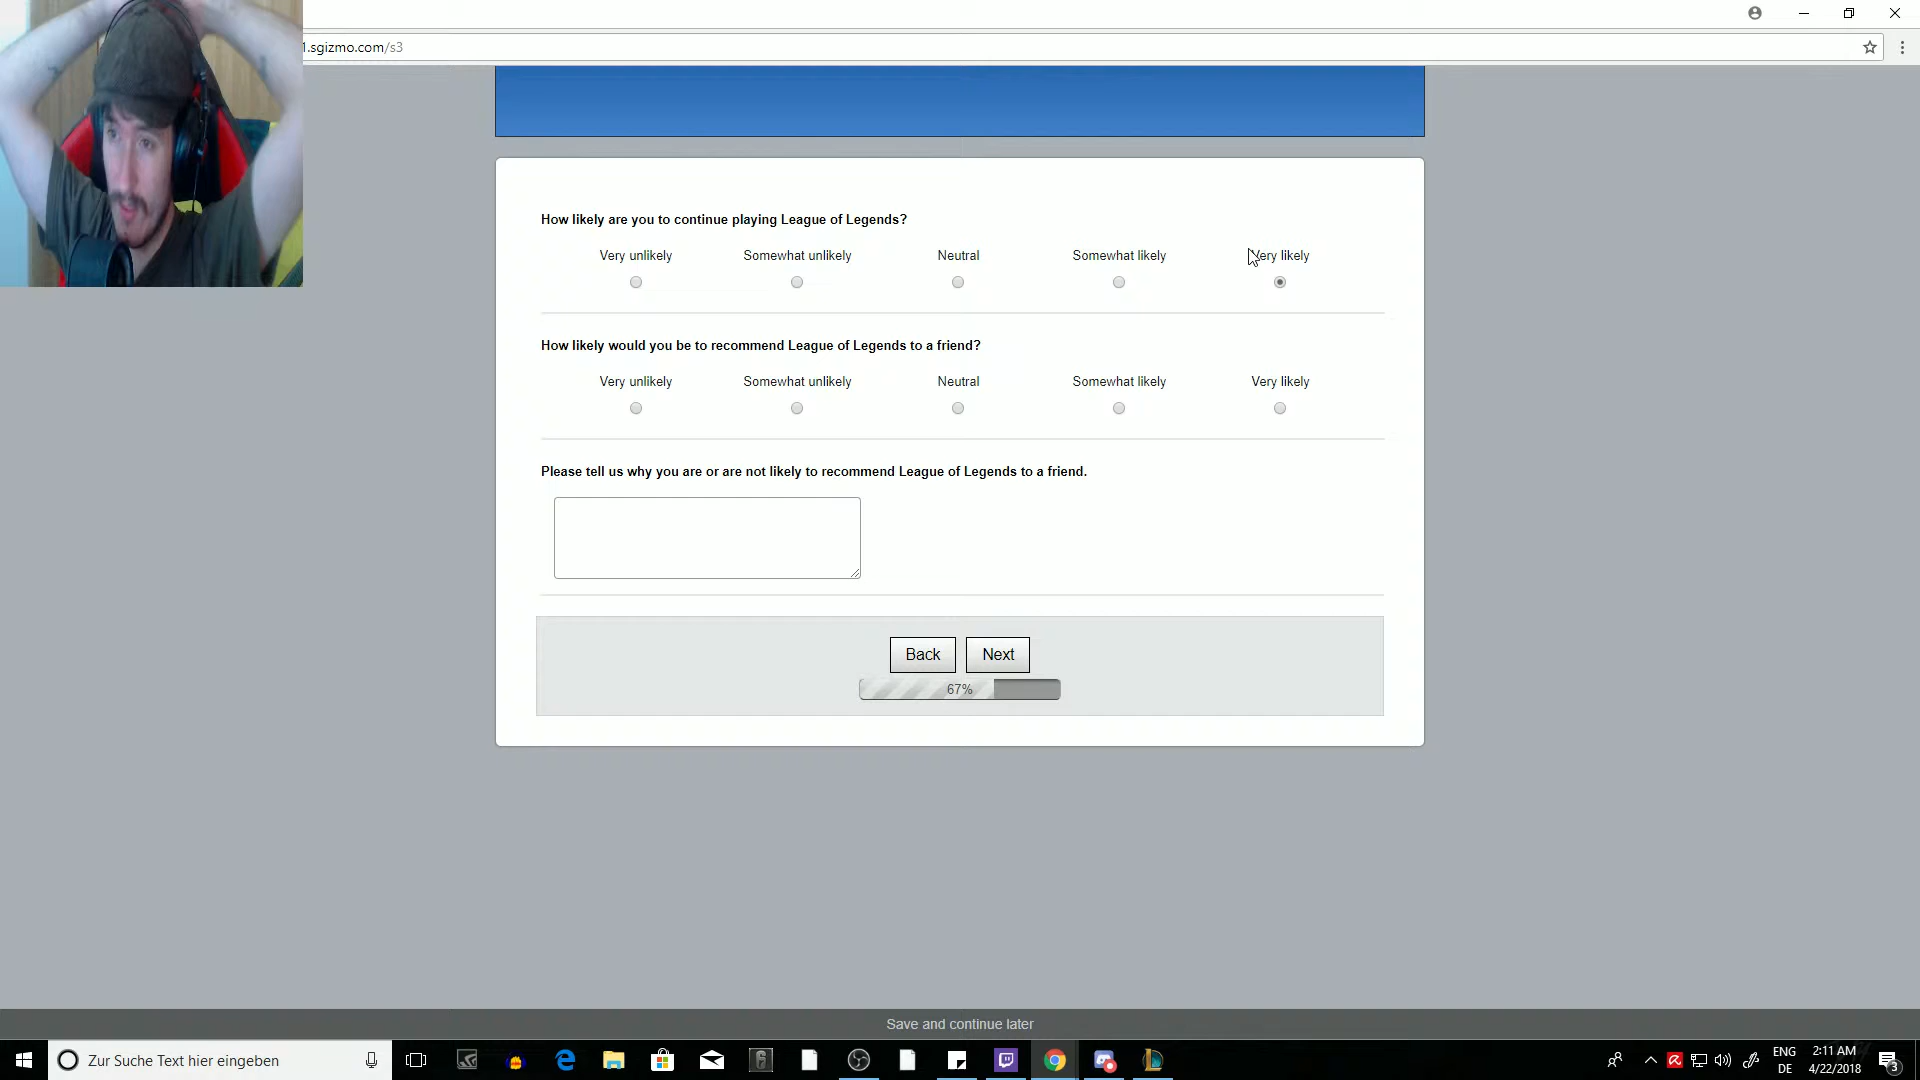 1.sgizmo.com/s3
How likely are you to continue playing League of Legends?
Very unlikely Somewhat unlikely Neutral Somewhat likely Very likely
How likely would you be to recommend League of Legends to a friend?
Very unlikely Somewhat unlikely Neutral Somewhat likely Very likely
Please tell us why you are or are not likely to recommend League of Legends to a friend.
Back Next
67%
Save and continue later
Zur Suche Text hier eingeben
ENG 2:11 AM
DE 4/22/2018 3